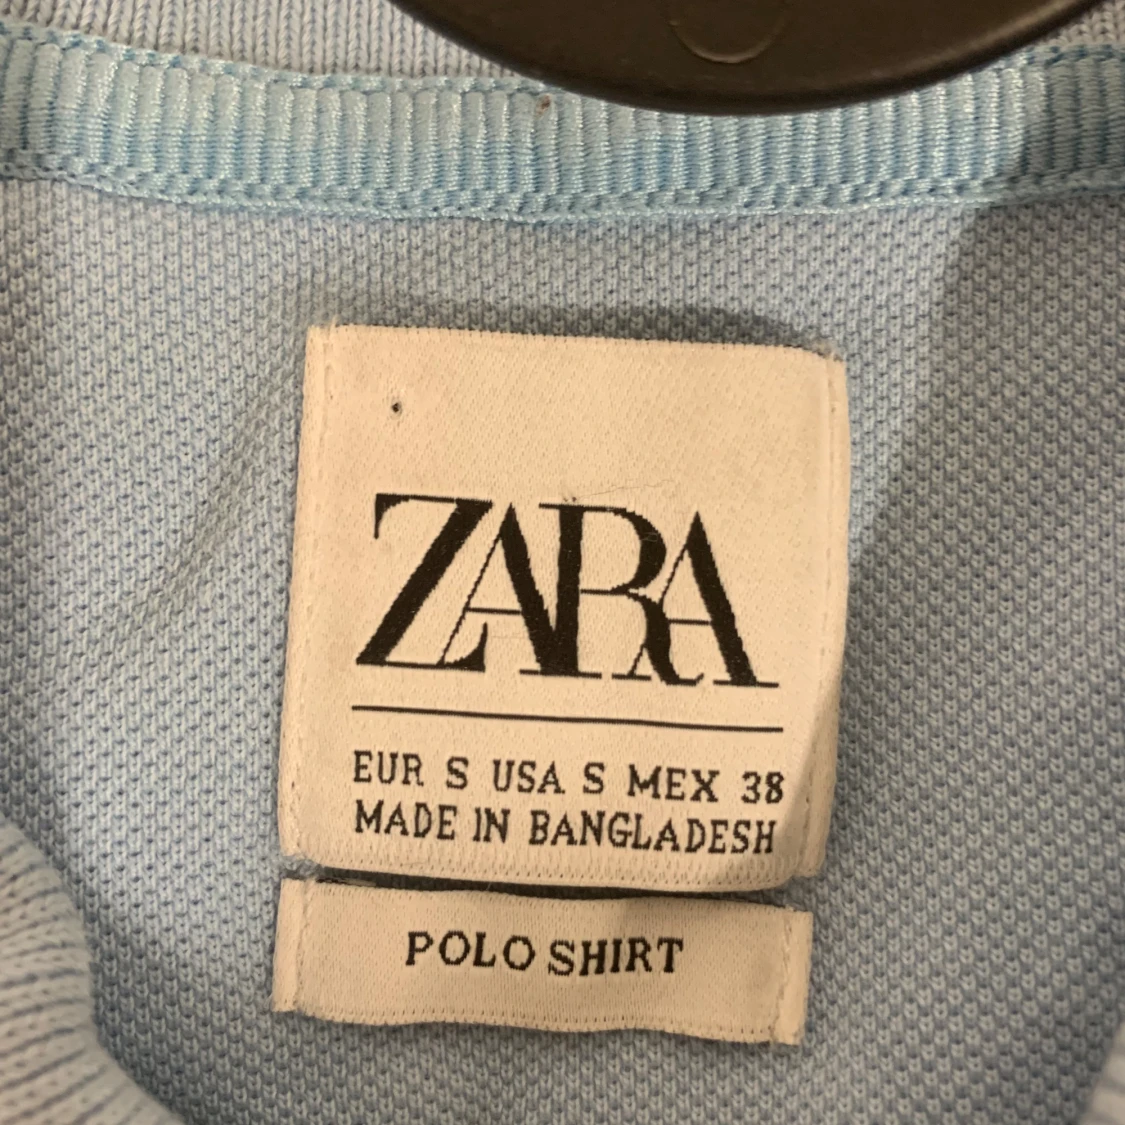 ZARA
EUR S USA S MEX 38
MADE IN BANGLADESH
POLO SHIRT